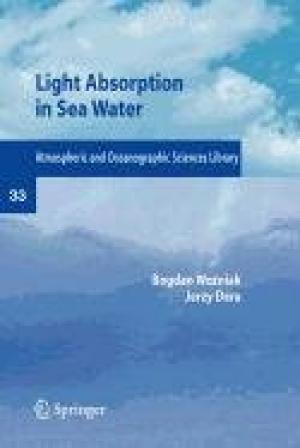 Light Absorption
in Sea Water
Atmospheric and Oceanographic Sciences Library
33
Bogdan Woźniak
Jerzy Dera
Springer